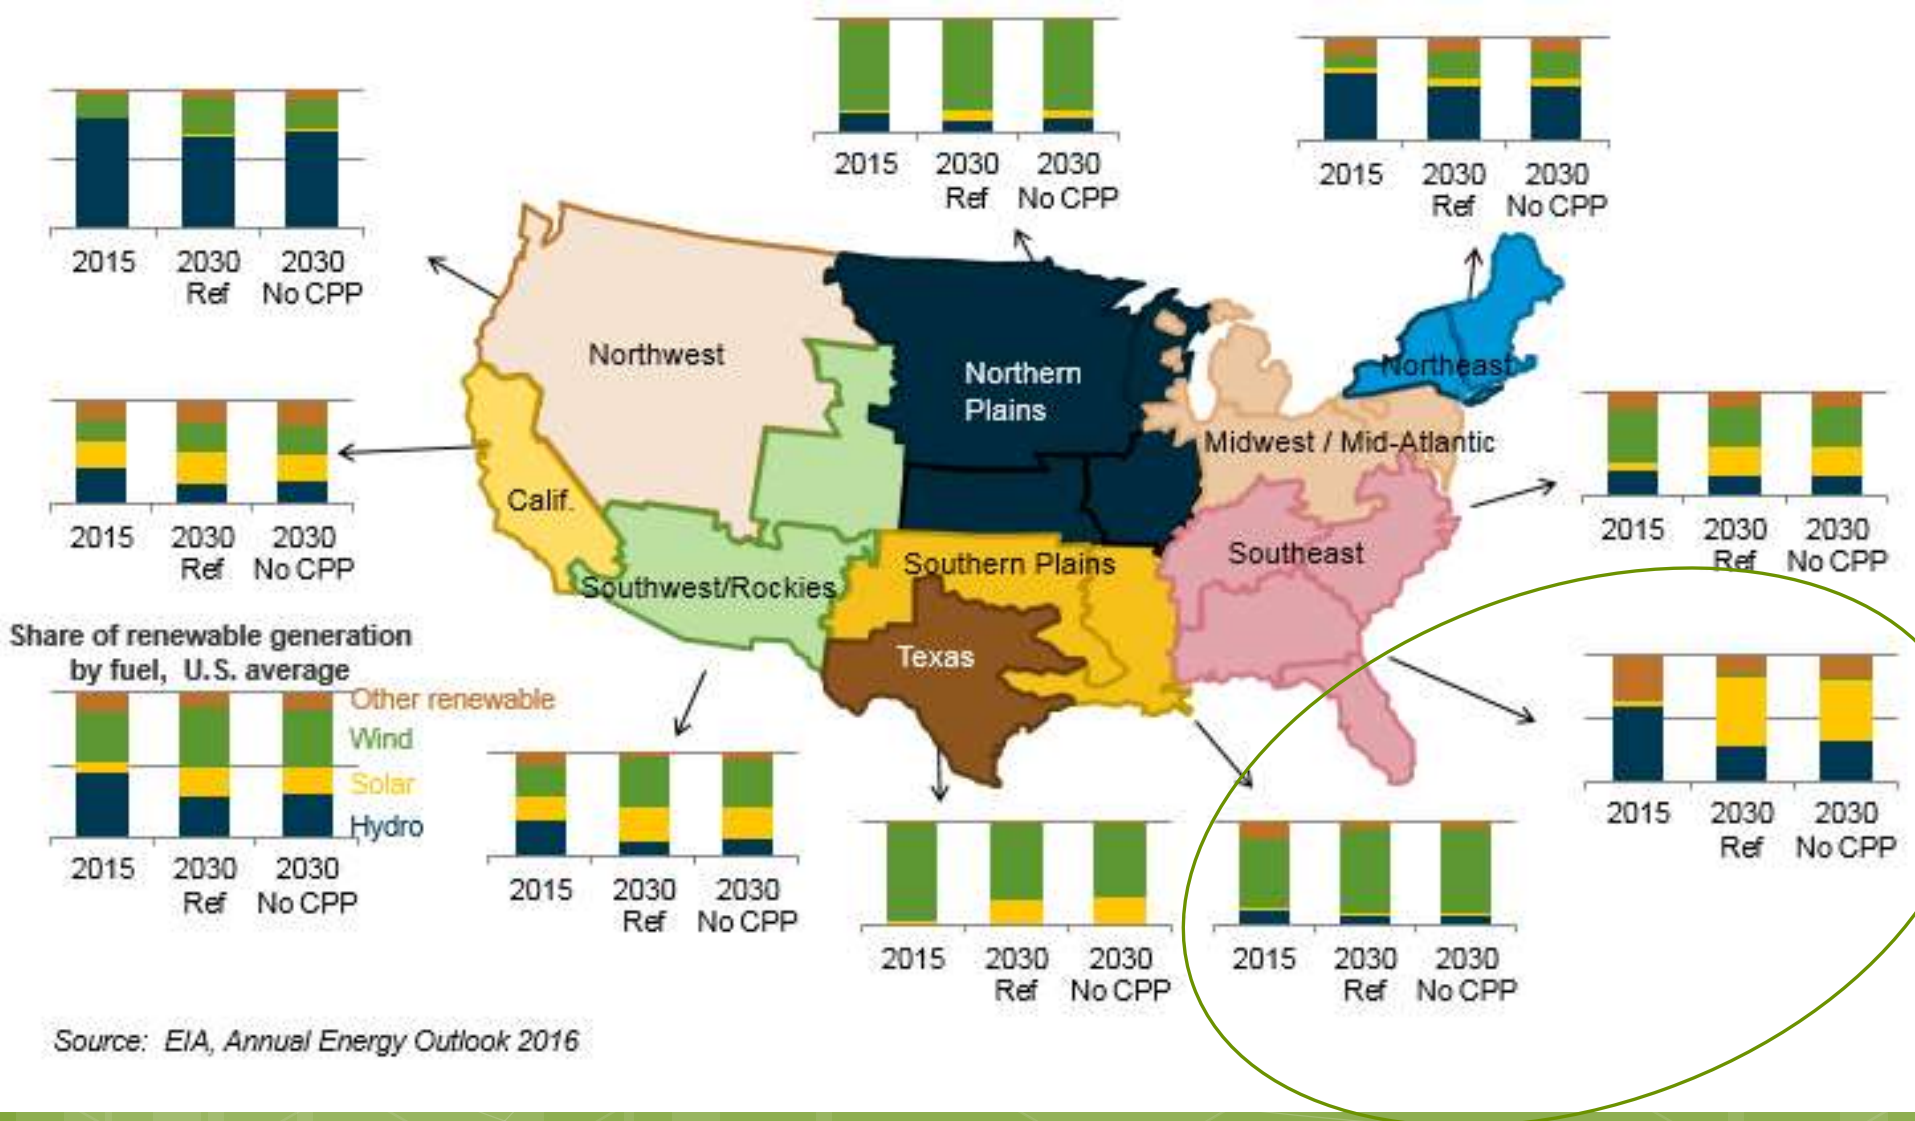 2015
2030
Ref
2030
No CPP
2015
2030
Ref
2030
No CPP
2015
2030
Ref
2030
No CPP
Northwest
Northern
Plains
Northeast
Midwest / Mid-Atlantic
Calif.
Southwest/Rockies
Southern Plains
Southeast
Texas
2015
2030
Ref
2030
No CPP
2015
2030
Ref
2030
No CPP
Share of renewable generation
by fuel, U.S. average
Other renewable
Wind
Solar
Hydro
2015
2030
Ref
2030
No CPP
2015
2030
Ref
2030
No CPP
2015
2030
Ref
2030
No CPP
2015
2030
Ref
2030
No CPP
2015
2030
Ref
2030
No CPP
Source: EIA, Annual Energy Outlook 2016